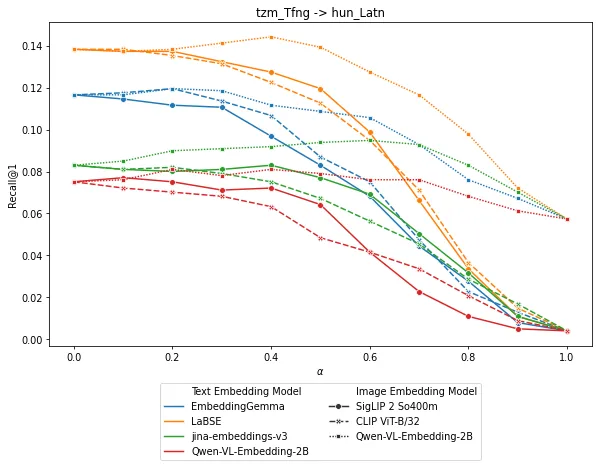 tzm_Tfng -> hun_Latn
Recall@1
0.14
0.12
0.10
0.08
0.06
0.04
0.02
0.00
0.0 0.2 0.4 0.6 0.8 1.0
α
Text Embedding Model
EmbeddingGemma
LaBSE
jina-embeddings-v3
Qwen-VL-Embedding-2B
Image Embedding Model
SigLIP 2 So400m
CLIP ViT-B/32
Qwen-VL-Embedding-2B